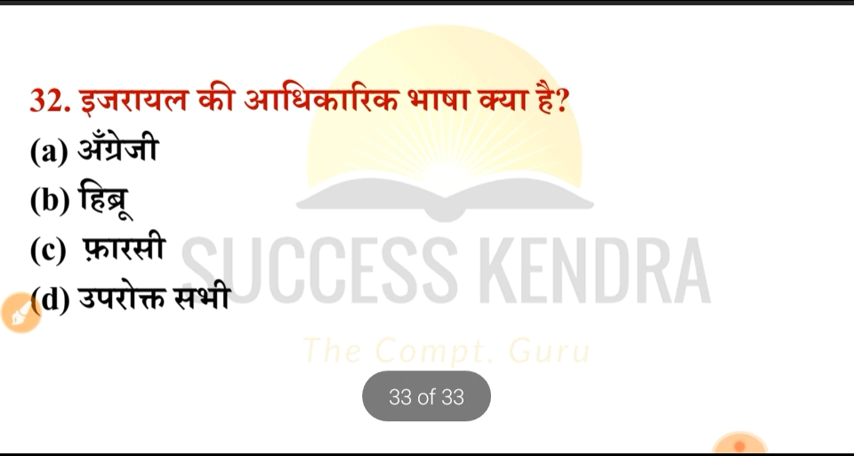 32. इजरायल की आधिकारिक भाषा क्या है?
(a) अँग्रेजी
(b) हिब्रू
(c) फ़ारसी
(d) उपरोक्त सभी
SUCCESS KENDRA
The Compt. Guru
33 of 33